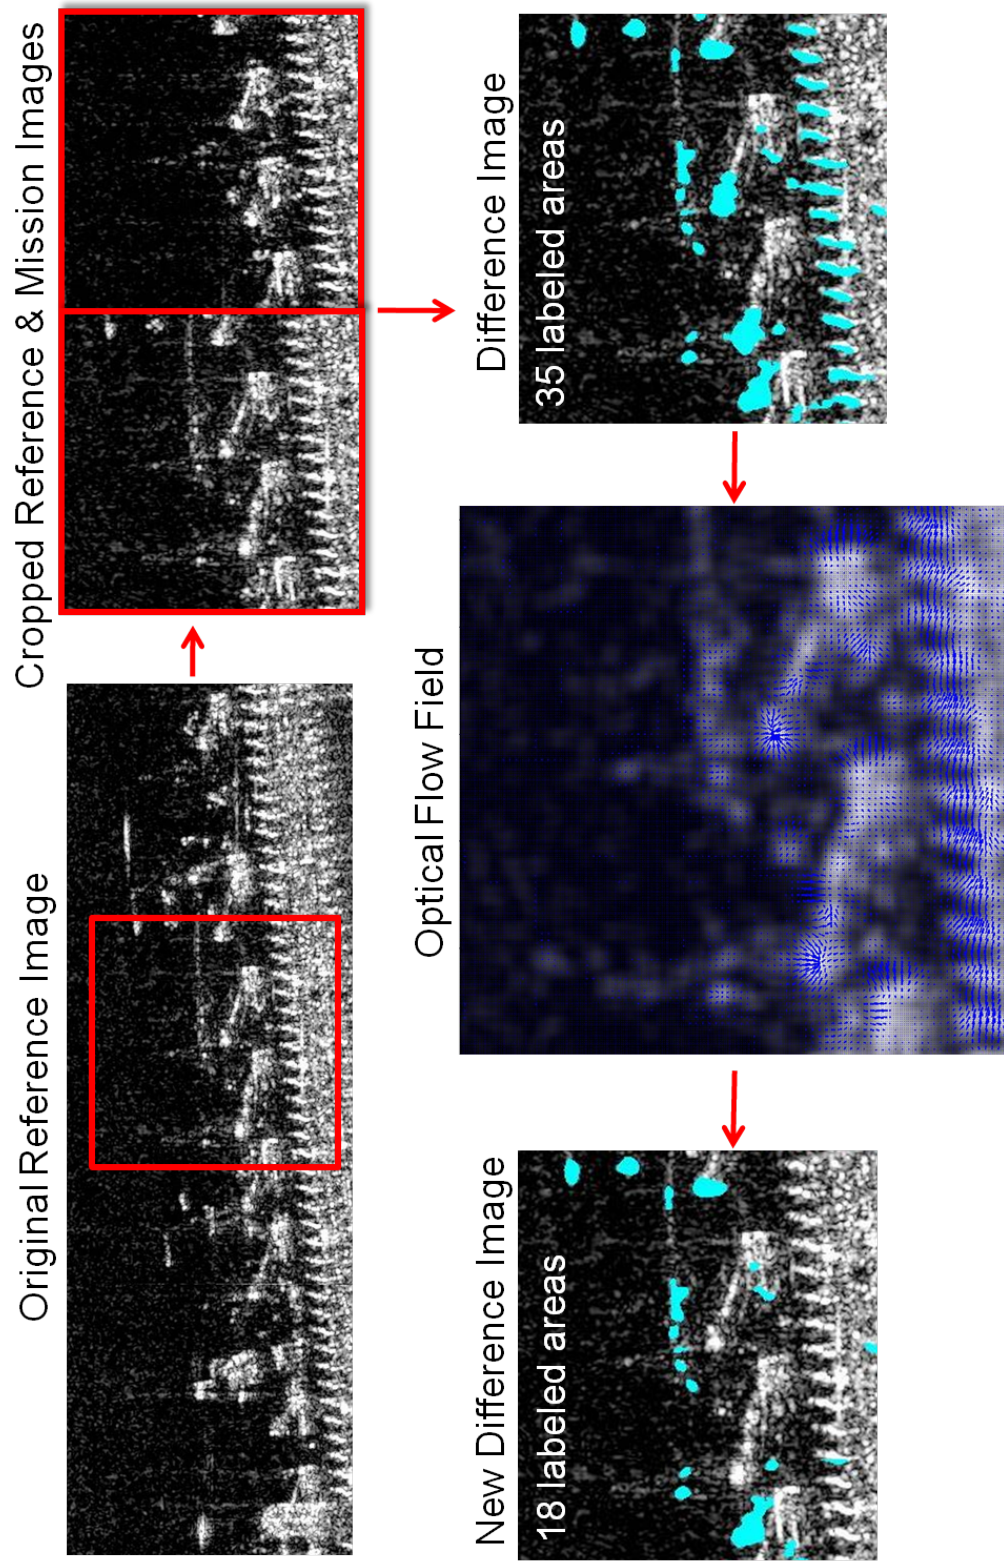 Original Reference Image
Cropped Reference & Mission Images
New Difference Image
18 labeled areas
Optical Flow Field
Difference Image
35 labeled areas